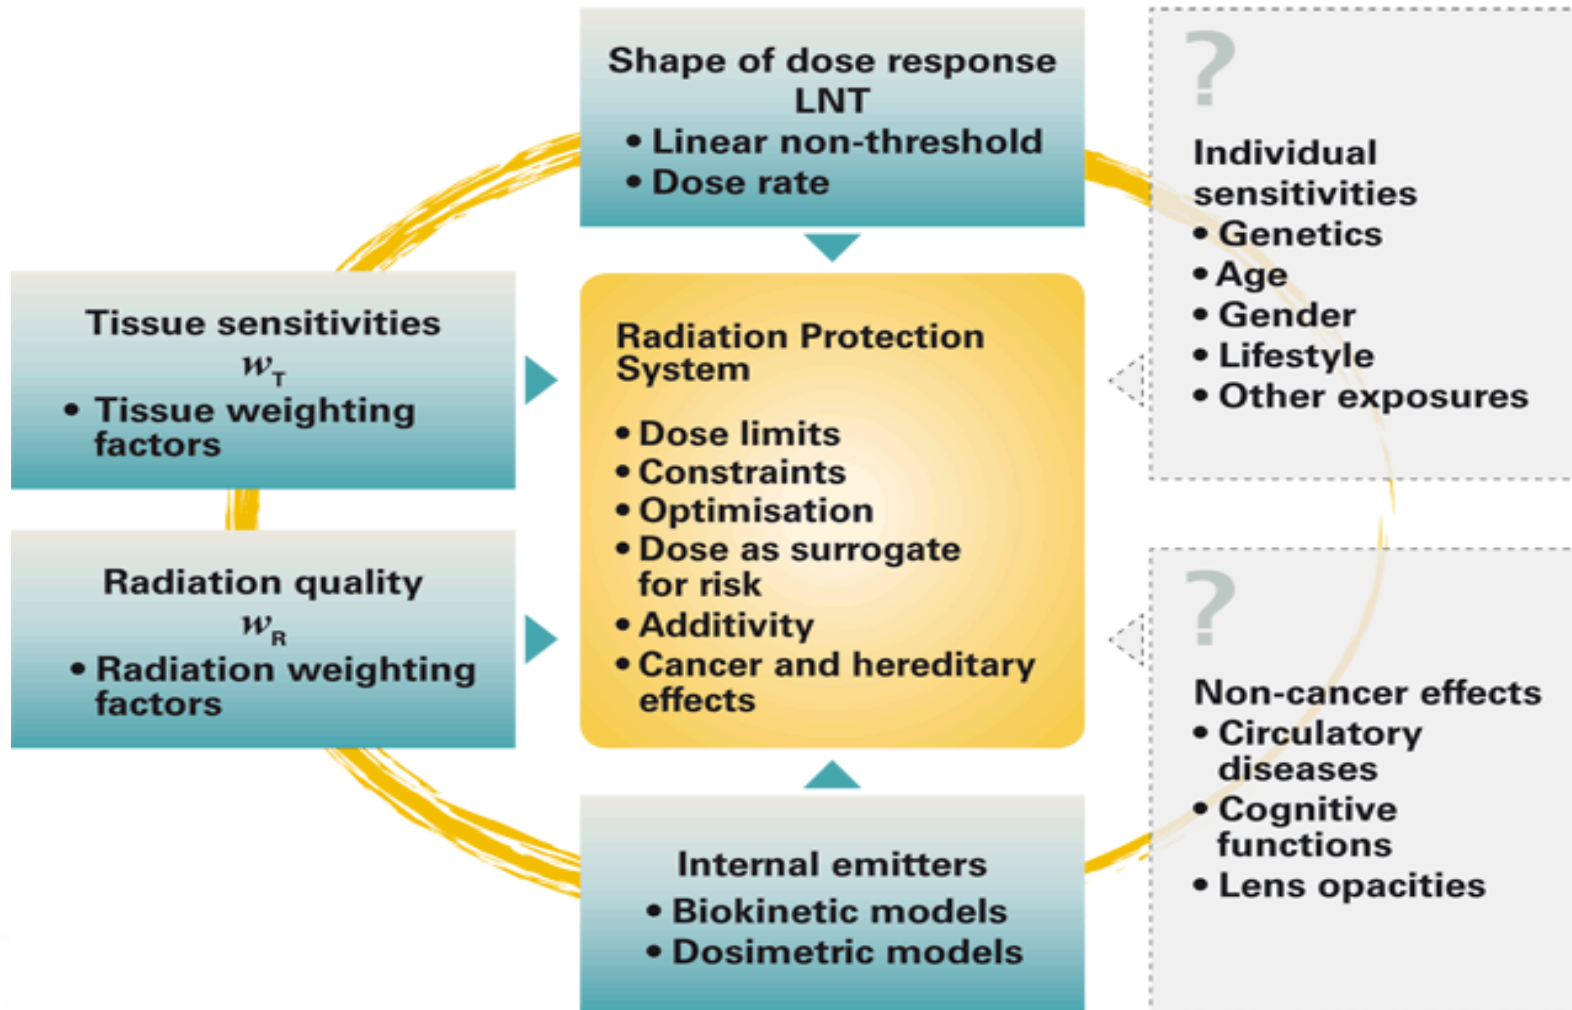 Shape of dose response
LNT
• Linear non-threshold
• Dose rate
?
Individual
sensitivities
• Genetics
• Age
• Gender
• Lifestyle
• Other exposures
Tissue sensitivities
wT
• Tissue weighting
factors
Radiation Protection
System
• Dose limits
• Constraints
• Optimisation
• Dose as surrogate
for risk
• Additivity
• Cancer and hereditary
effects
Radiation quality
wR
• Radiation weighting
factors
?
Non-cancer effects
• Circulatory
diseases
• Cognitive
functions
• Lens opacities
Internal emitters
• Biokinetic models
• Dosimetric models